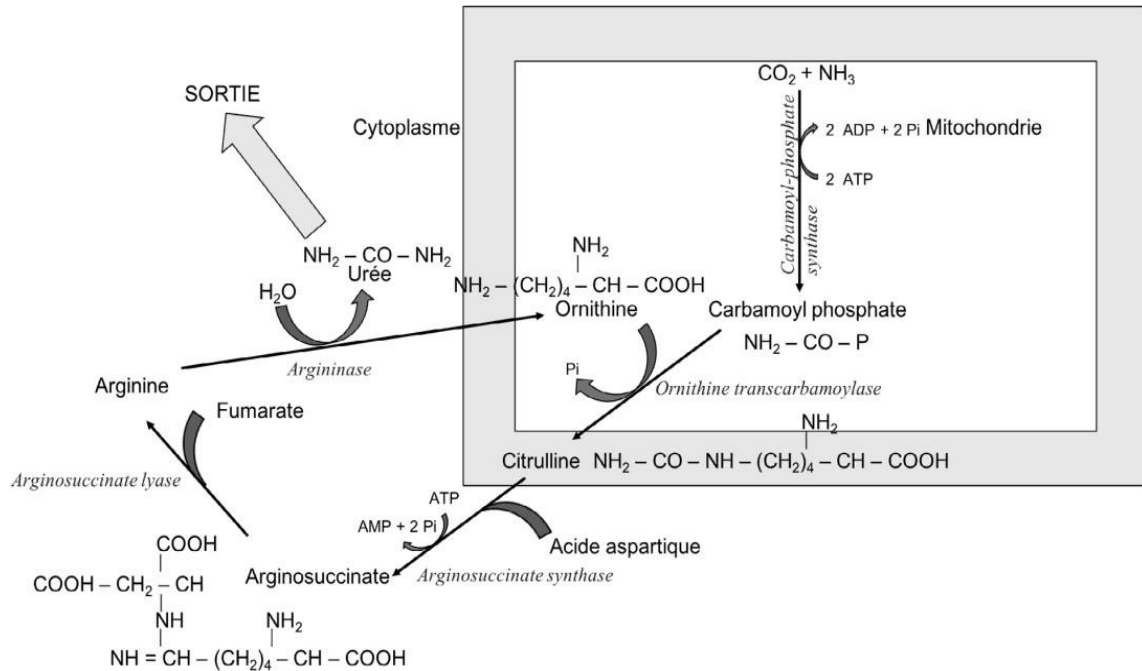 CO₂ + NH₃
SORTIE
Cytoplasme
Carbamoyl-phosphate
synthase
2 ADP + 2 Pi Mitochondrie
2 ATP
NH₂ – CO – NH₂
Urée
H₂O
NH₂
NH₂ – (CH₂)₄ – CH – COOH
Ornithine
Carbamoyl phosphate
NH₂ – CO – P
Argininase
Pi
Ornithine transcarbamoylase
Arginine
Fumarate
NH₂
Citrulline NH₂ – CO – NH – (CH₂)₄ – CH – COOH
Arginosuccinate lyase
ATP
AMP + 2 Pi
Acide aspartique
Arginosuccinate Arginosuccinate synthase
COOH
COOH – CH₂ – CH
NH
NH₂
NH = CH – (CH₂)₄ – CH – COOH